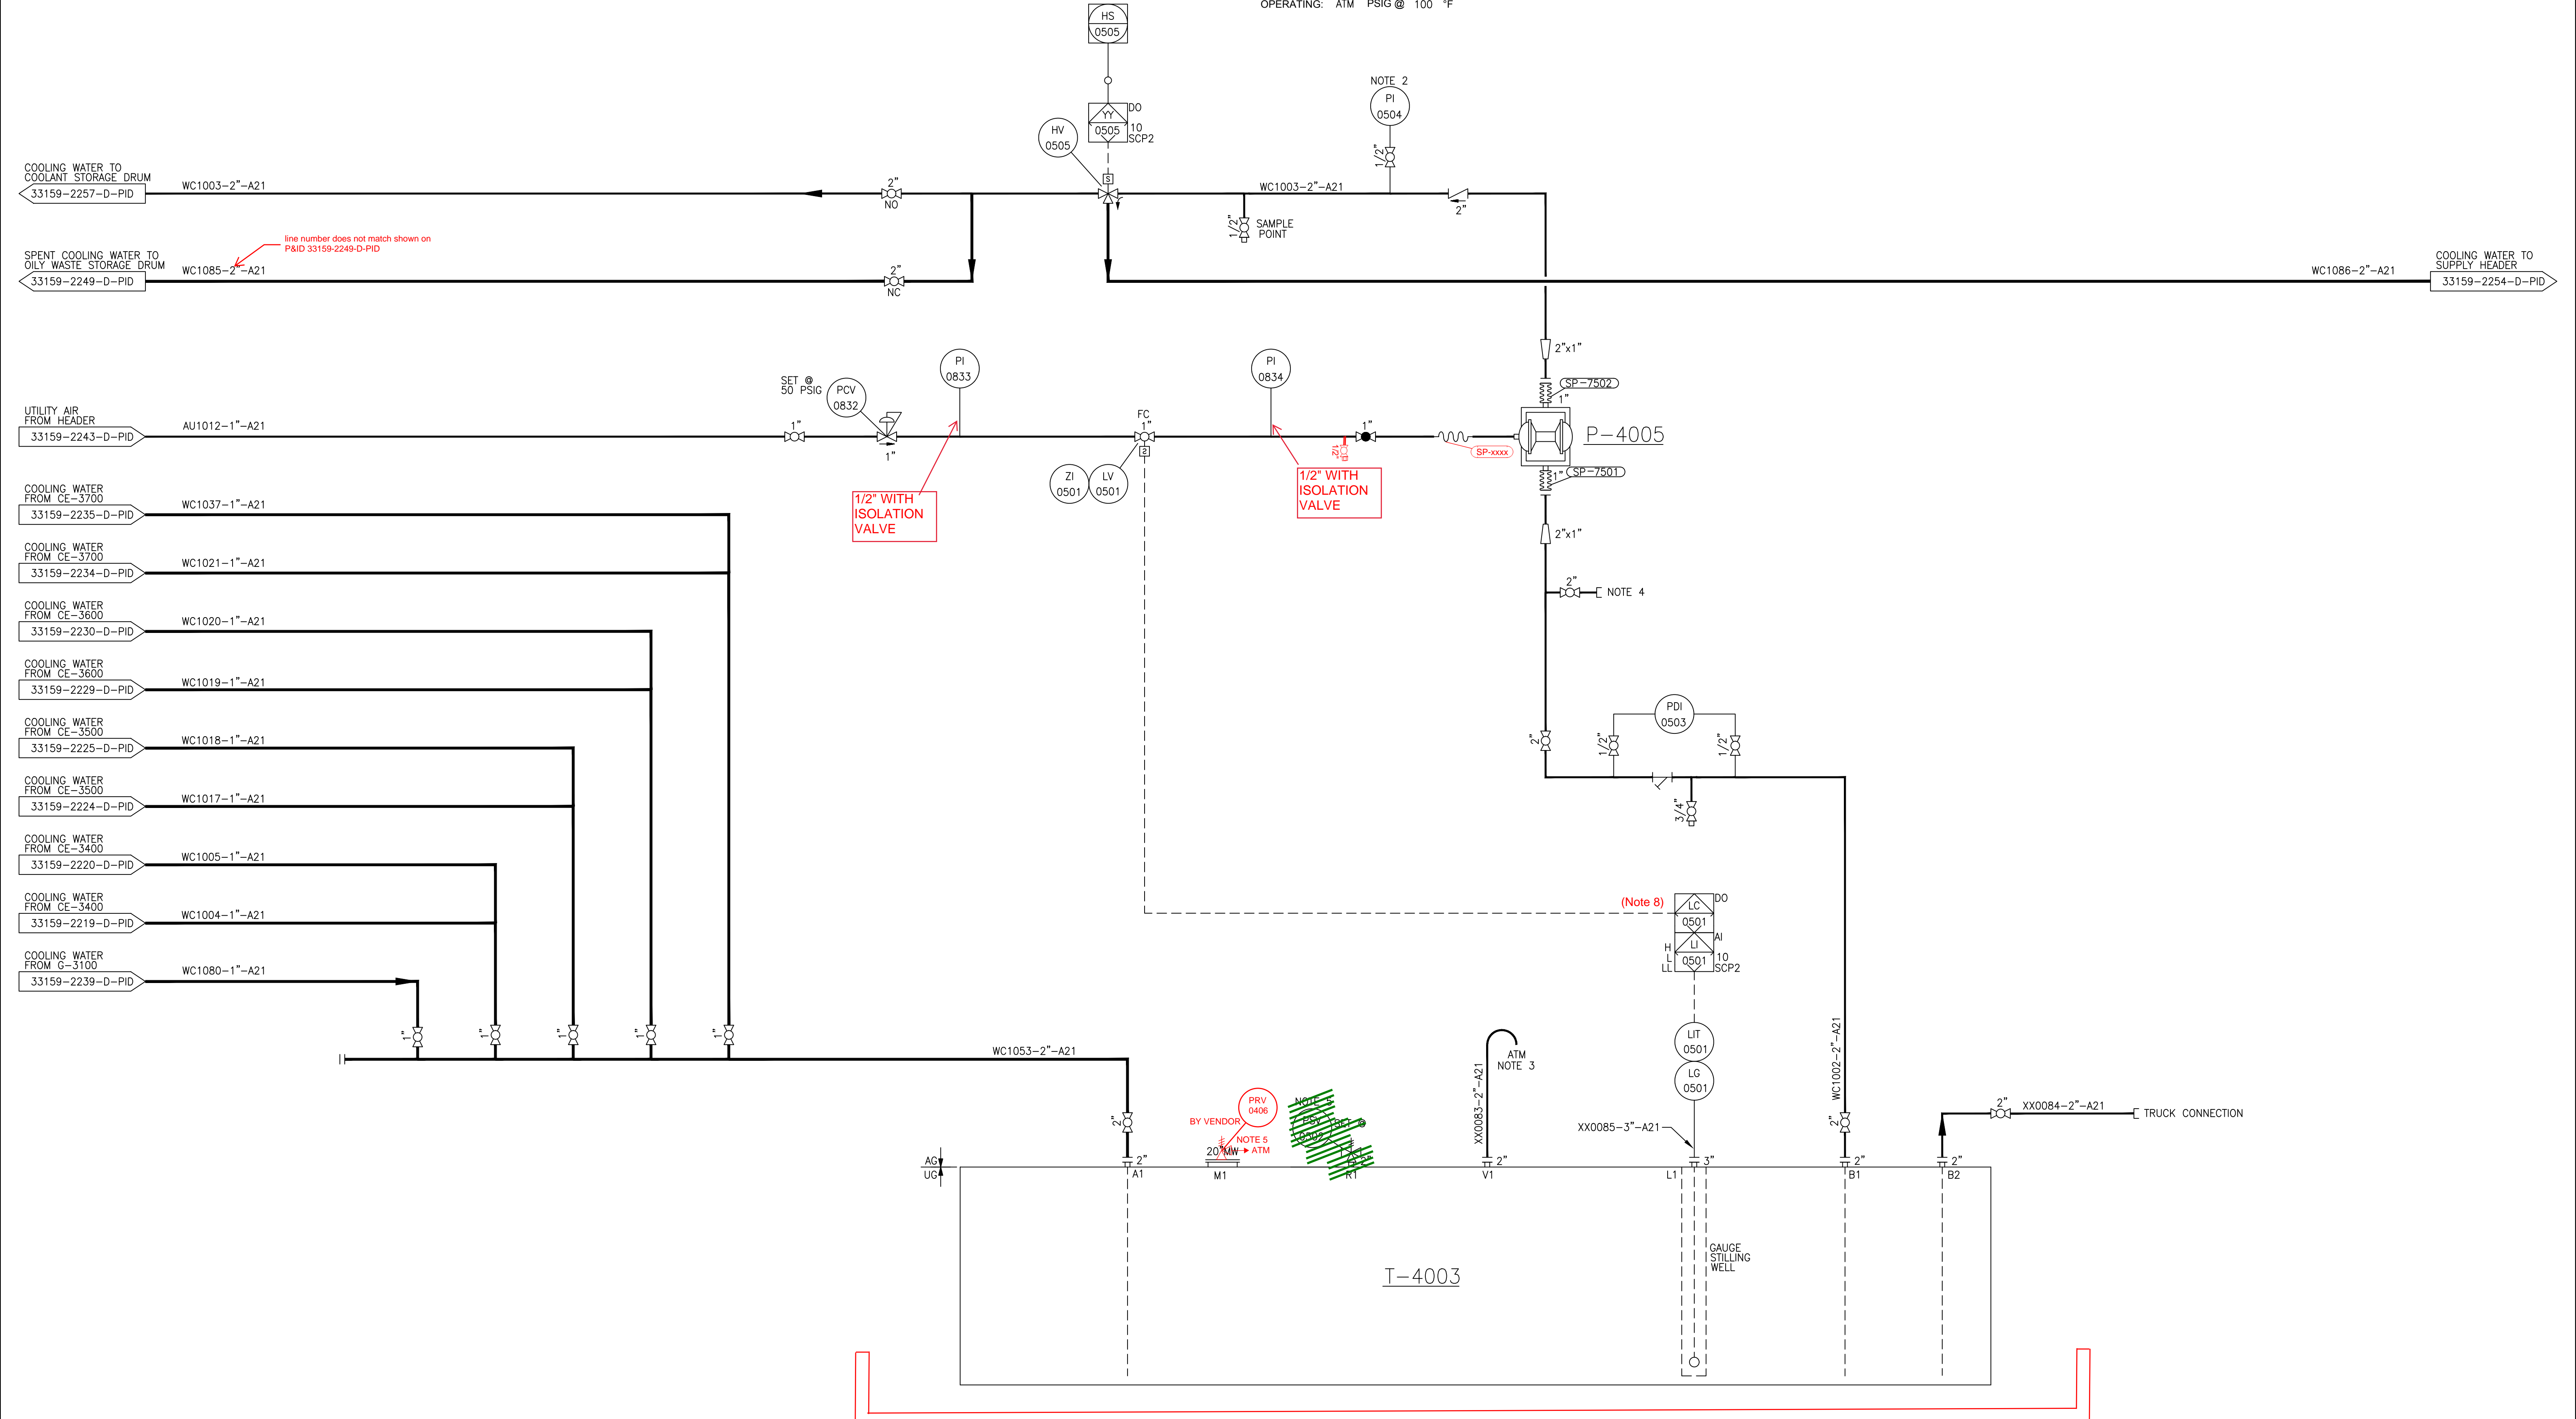 OPERATING: ATM PSIG @ 100 °F
HS
0505
YY
0505
DO
10
SCP2
HV
0505
S
NOTE 2
PI
0504
1/2"
COOLING WATER TO
COOLANT STORAGE DRUM
33159-2257-D-PID
WC1003-2"-A21
2"
NO
WC1003-2"-A21
2"
1/2"
SAMPLE
POINT
line number does not match shown on
P&ID 33159-2249-D-PID
SPENT COOLING WATER TO
OILY WASTE STORAGE DRUM
33159-2249-D-PID
WC1085-2"-A21
2"
NC
WC1086-2"-A21
COOLING WATER TO
SUPPLY HEADER
33159-2254-D-PID
2"x1"
SP-7502
1"
UTILITY AIR
FROM HEADER
33159-2243-D-PID
AU1012-1"-A21
1"
SET @
50 PSIG
PCV
0832
1"
PI
0833
FC
1"
S
ZI
0501
LV
0501
PI
0834
1/2"
1"
SP-xxxx
P-4005
1/2" WITH
ISOLATION
VALVE
1/2" WITH
ISOLATION
VALVE
1"
SP-7501
2"x1"
2"
NOTE 4
COOLING WATER
FROM CE-3700
33159-2235-D-PID
WC1037-1"-A21
COOLING WATER
FROM CE-3700
33159-2234-D-PID
WC1021-1"-A21
COOLING WATER
FROM CE-3600
33159-2230-D-PID
WC1020-1"-A21
COOLING WATER
FROM CE-3600
33159-2229-D-PID
WC1019-1"-A21
COOLING WATER
FROM CE-3500
33159-2225-D-PID
WC1018-1"-A21
COOLING WATER
FROM CE-3500
33159-2224-D-PID
WC1017-1"-A21
COOLING WATER
FROM CE-3400
33159-2220-D-PID
WC1005-1"-A21
COOLING WATER
FROM CE-3400
33159-2219-D-PID
WC1004-1"-A21
COOLING WATER
FROM G-3100
33159-2239-D-PID
WC1080-1"-A21
1"
1"
1"
1"
1"
WC1053-2"-A21
PDI
0503
2"
1/2"
1/2"
3/4"
(Note 8)
LC
0501
DO
LI
0501
AI
H
L
LL
10
SCP2
LIT
0501
LG
0501
XX0085-3"-A21
WC1002-2"-A21
2"
ATM
NOTE 3
XX0083-2"-A21
2"
XX0084-2"-A21
TRUCK CONNECTION
2"
BY VENDOR
PRV
0406
NOTE 5
ATM
20"MW
NOTE 5
PSV
0502
SET @
2"
AG
UG
2"
A1
M1
R1
2"
V1
3"
L1
2"
B1
2"
B2
GAUGE
STILLING
WELL
T-4003